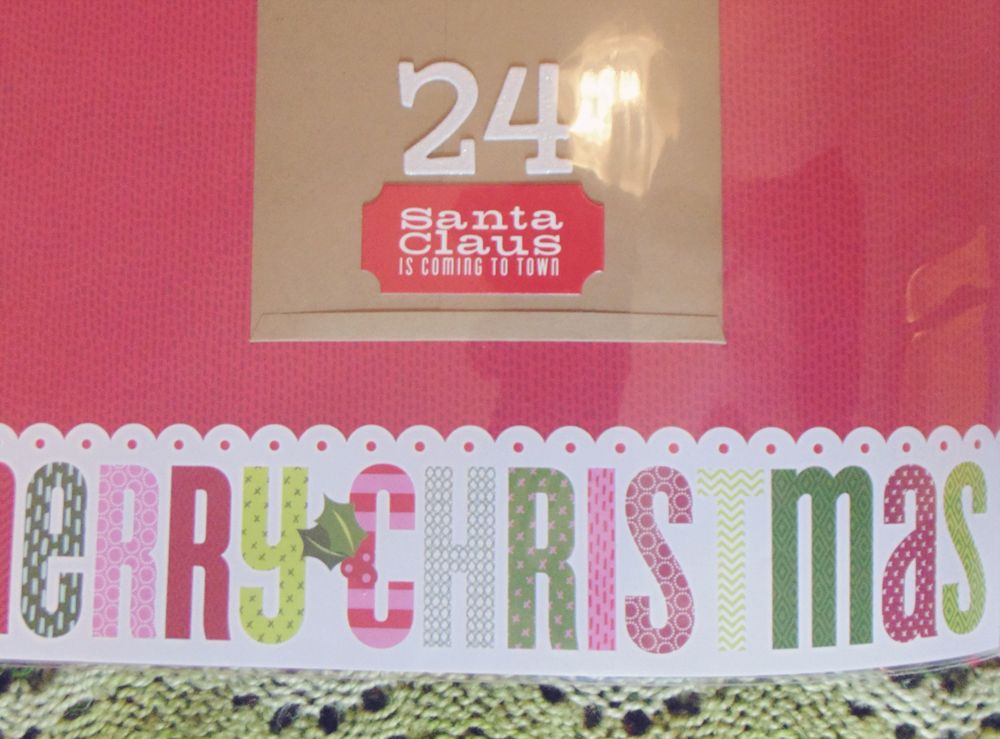 24
Santa
Claus
IS COMING TO TOWN
merry CHRISTmas